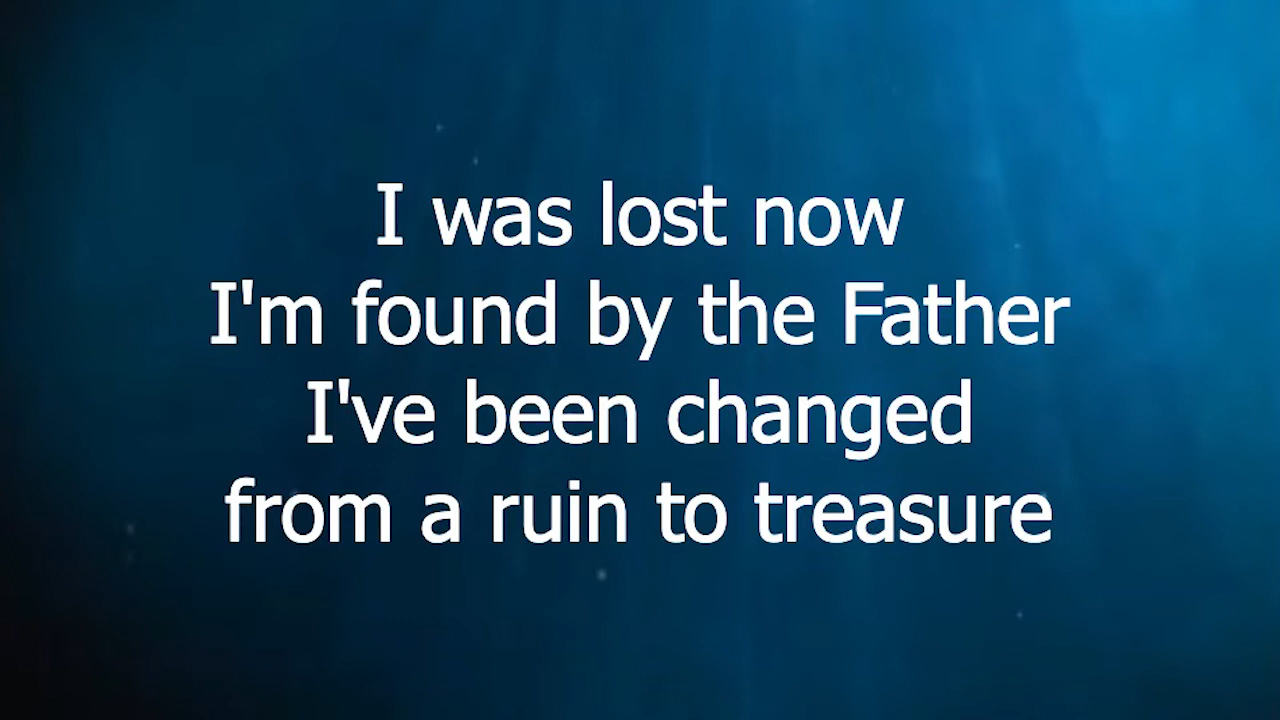 I was lost now
I'm found by the Father
I've been changed
from a ruin to treasure